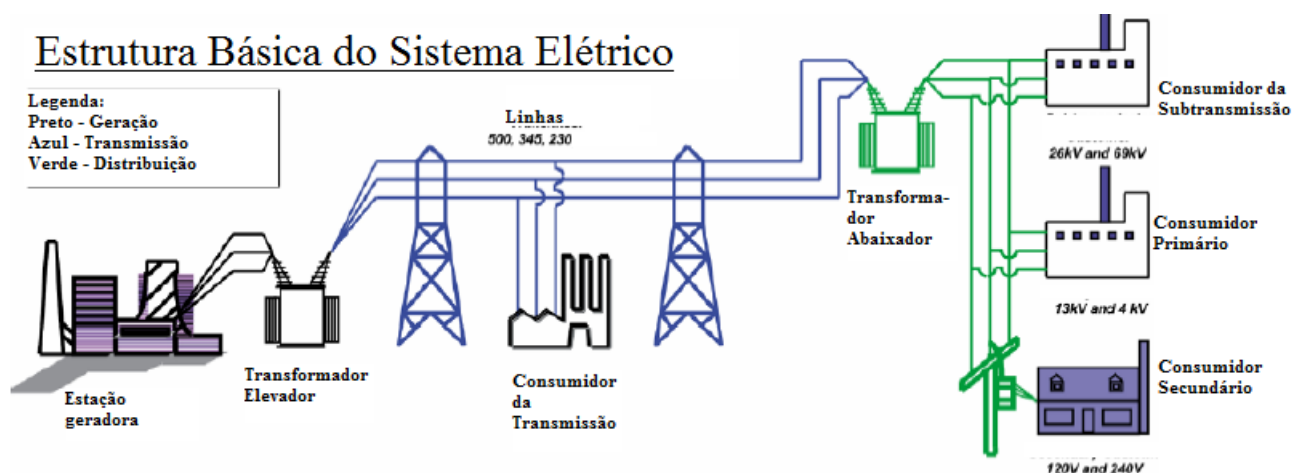 Estrutura Básica do Sistema Elétrico
Legenda:
Preto - Geração
Azul - Transmissão
Verde - Distribuição
Linhas
500, 345, 230
Estação
geradora
Transformador
Elevador
Consumidor
da
Transmissão
Transforma-
dor
Abaixador
Consumidor da
Subtransmissão
26kV and 69kV
Consumidor
Primário
13kV and 4 kV
Consumidor
Secundário
120V and 240V